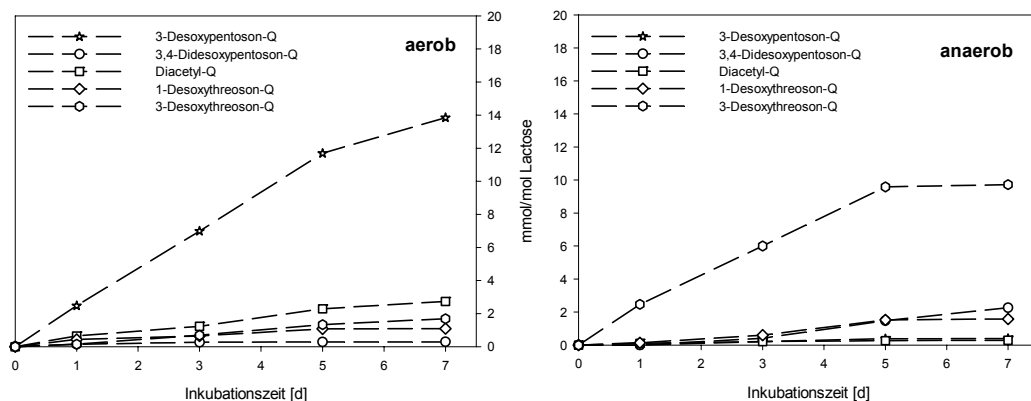 aerob
3-Desoxypentoson-Q
3,4-Didesoxypentoson-Q
Diacetyl-Q
1-Desoxythreoson-Q
3-Desoxythreoson-Q
20
18
16
14
12
10
8
6
4
2
0
0 1 2 3 4 5 6 7
Inkubationszeit [d]
mmol/mol Lactose
anaerob
3-Desoxypentoson-Q
3,4-Didesoxypentoson-Q
Diacetyl-Q
1-Desoxythreoson-Q
3-Desoxythreoson-Q
20
18
16
14
12
10
8
6
4
2
0
0 1 2 3 4 5 6 7
Inkubationszeit [d]